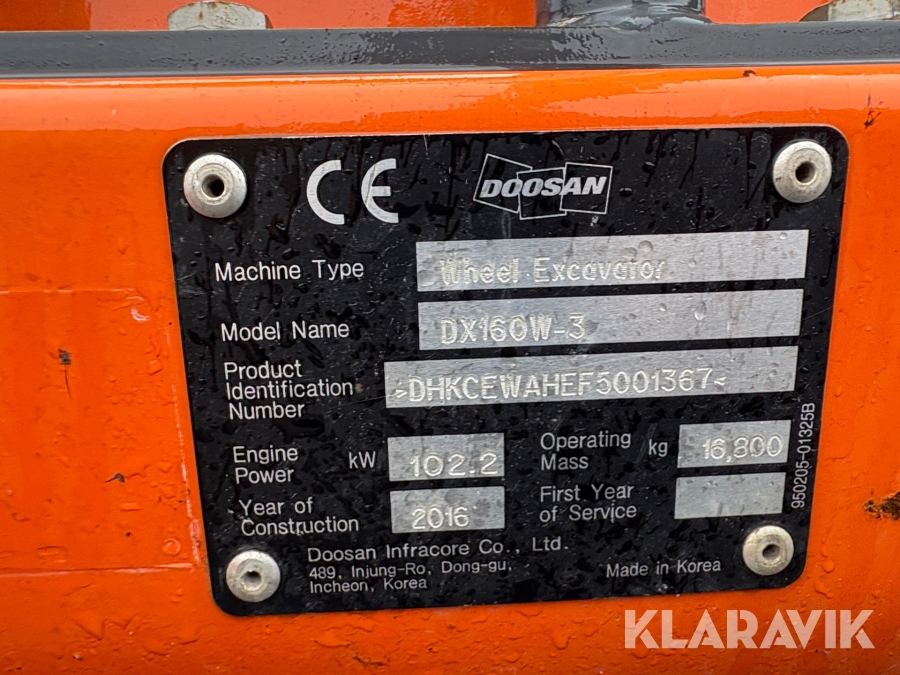 CE DOOSAN
Machine Type Wheel Excavator
Model Name DX160W-3
Product
Identification
Number >DHKCEWAHEF5001367<
Engine
Power kW 102.2
Operating
Mass kg 16,800
Year of
Construction 2016
First Year
of Service
Doosan Infracore Co., Ltd.
489, Injung-Ro, Dong-gu,
Incheon, Korea
Made in Korea
950205-01325B
KLARAVIK